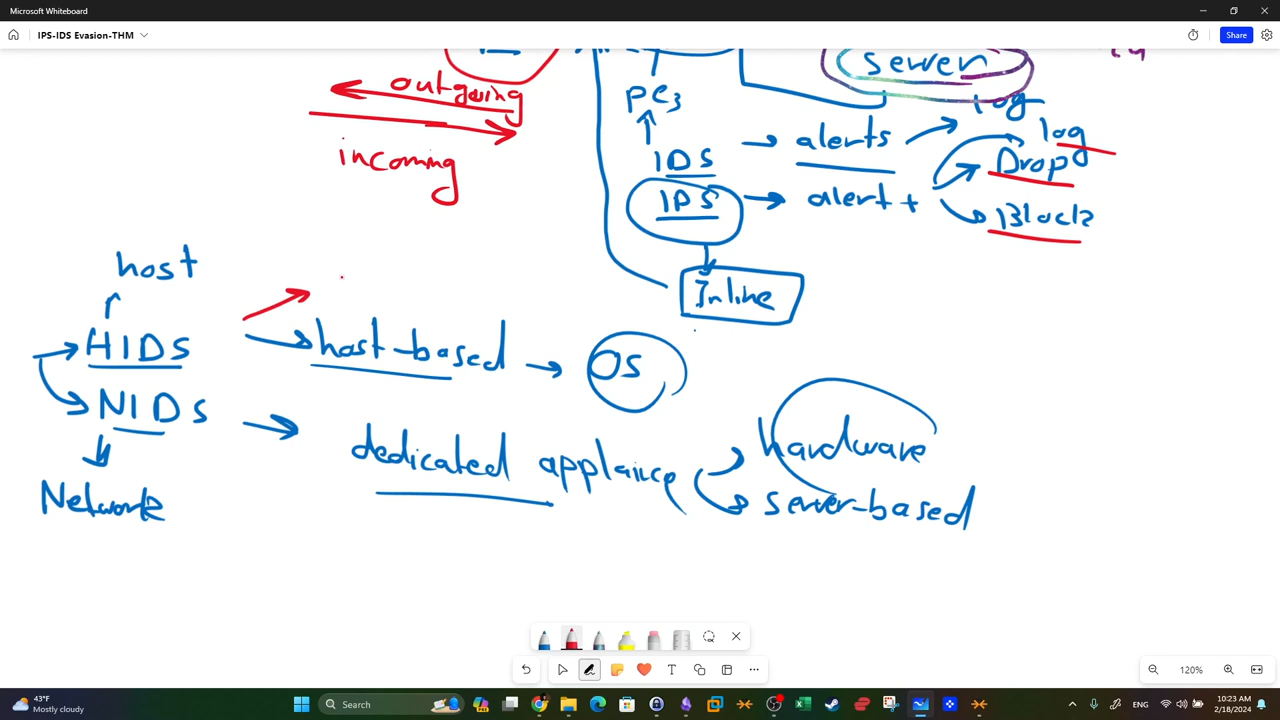 Microsoft Whiteboard
IPS-IDS Evasion-THM
Share
server
outgoing
incoming
PC3
log
IDS
alerts
log
Drop
IPS
alert +
Block
host
Inline
HIDS
host-based
OS
NIDS
hardware
dedicated applaince
Network
server-based
120%
43°F
Mostly cloudy
Search
ENG
10:23 AM
2/18/2024